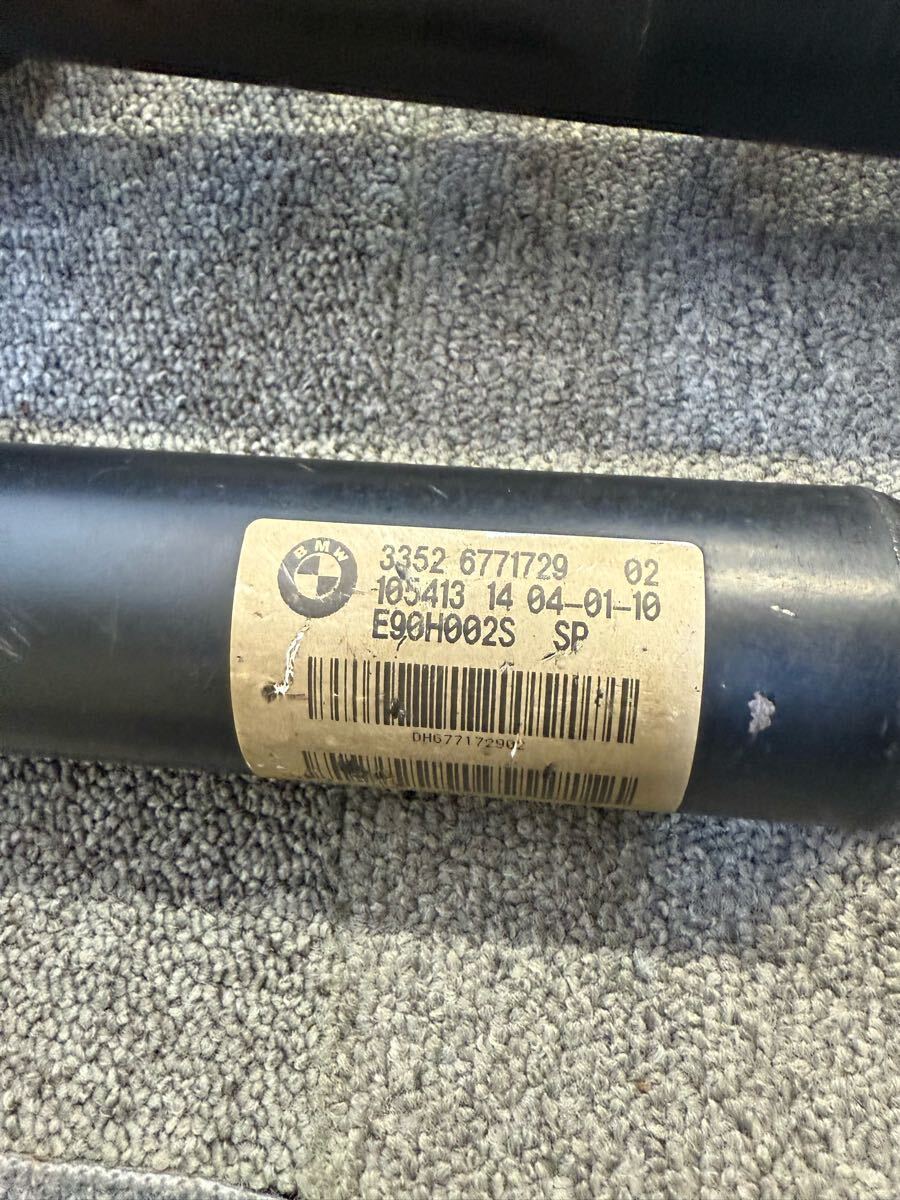 BMW
3352 6771729 02
105413 14 04-01-10
E90H002S SP
DH677172902